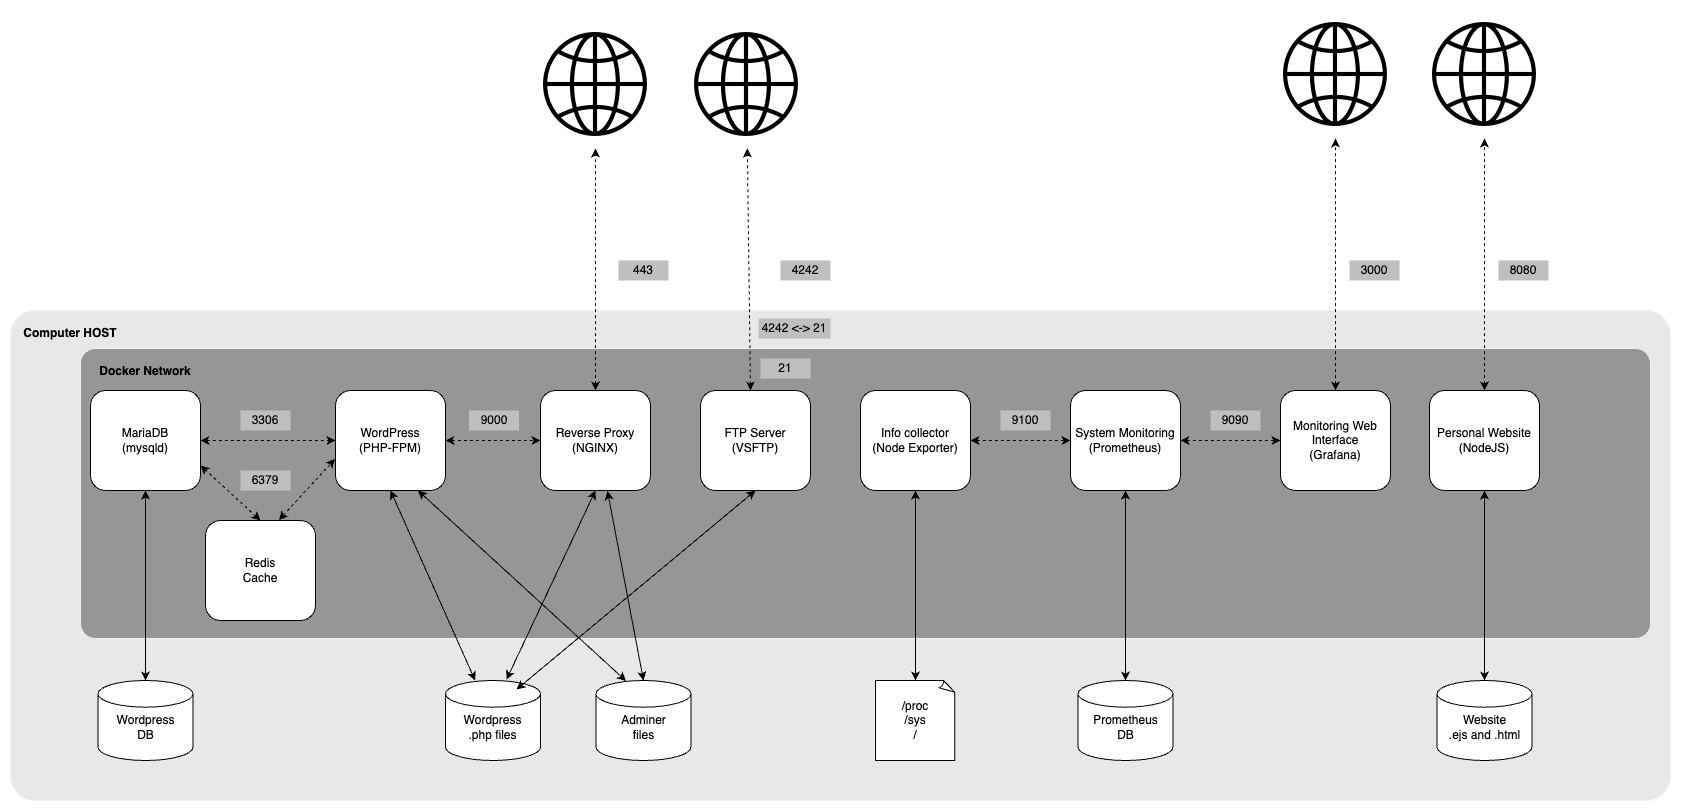 443
4242
3000
8080
Computer HOST
4242 <-> 21
Docker Network
21
MariaDB
(mysqld)
3306
WordPress
(PHP-FPM)
9000
Reverse Proxy
(NGINX)
FTP Server
(VSFTP)
Info collector
(Node Exporter)
9100
System Monitoring
(Prometheus)
9090
Monitoring Web
Interface
(Grafana)
Personal Website
(NodeJS)
6379
Redis
Cache
Wordpress
DB
Wordpress
.php files
Adminer
files
/proc
/sys
/
Prometheus
DB
Website
.ejs and .html